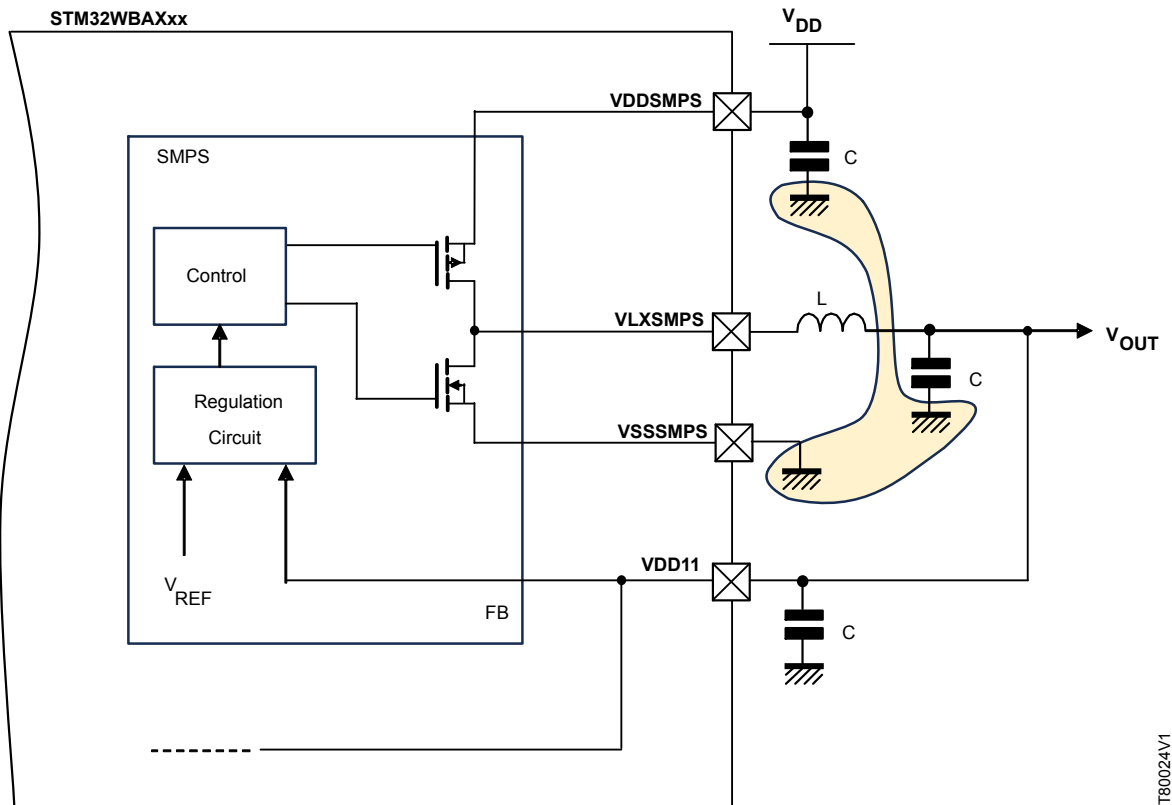 STM32WBAXxx
VDD
VDDSMPS
SMPS
C
Control
L
VLXSMPS
VOUT
Regulation
Circuit
C
VSSSMPS
VDD11
VREF
FB
C
T80024V1